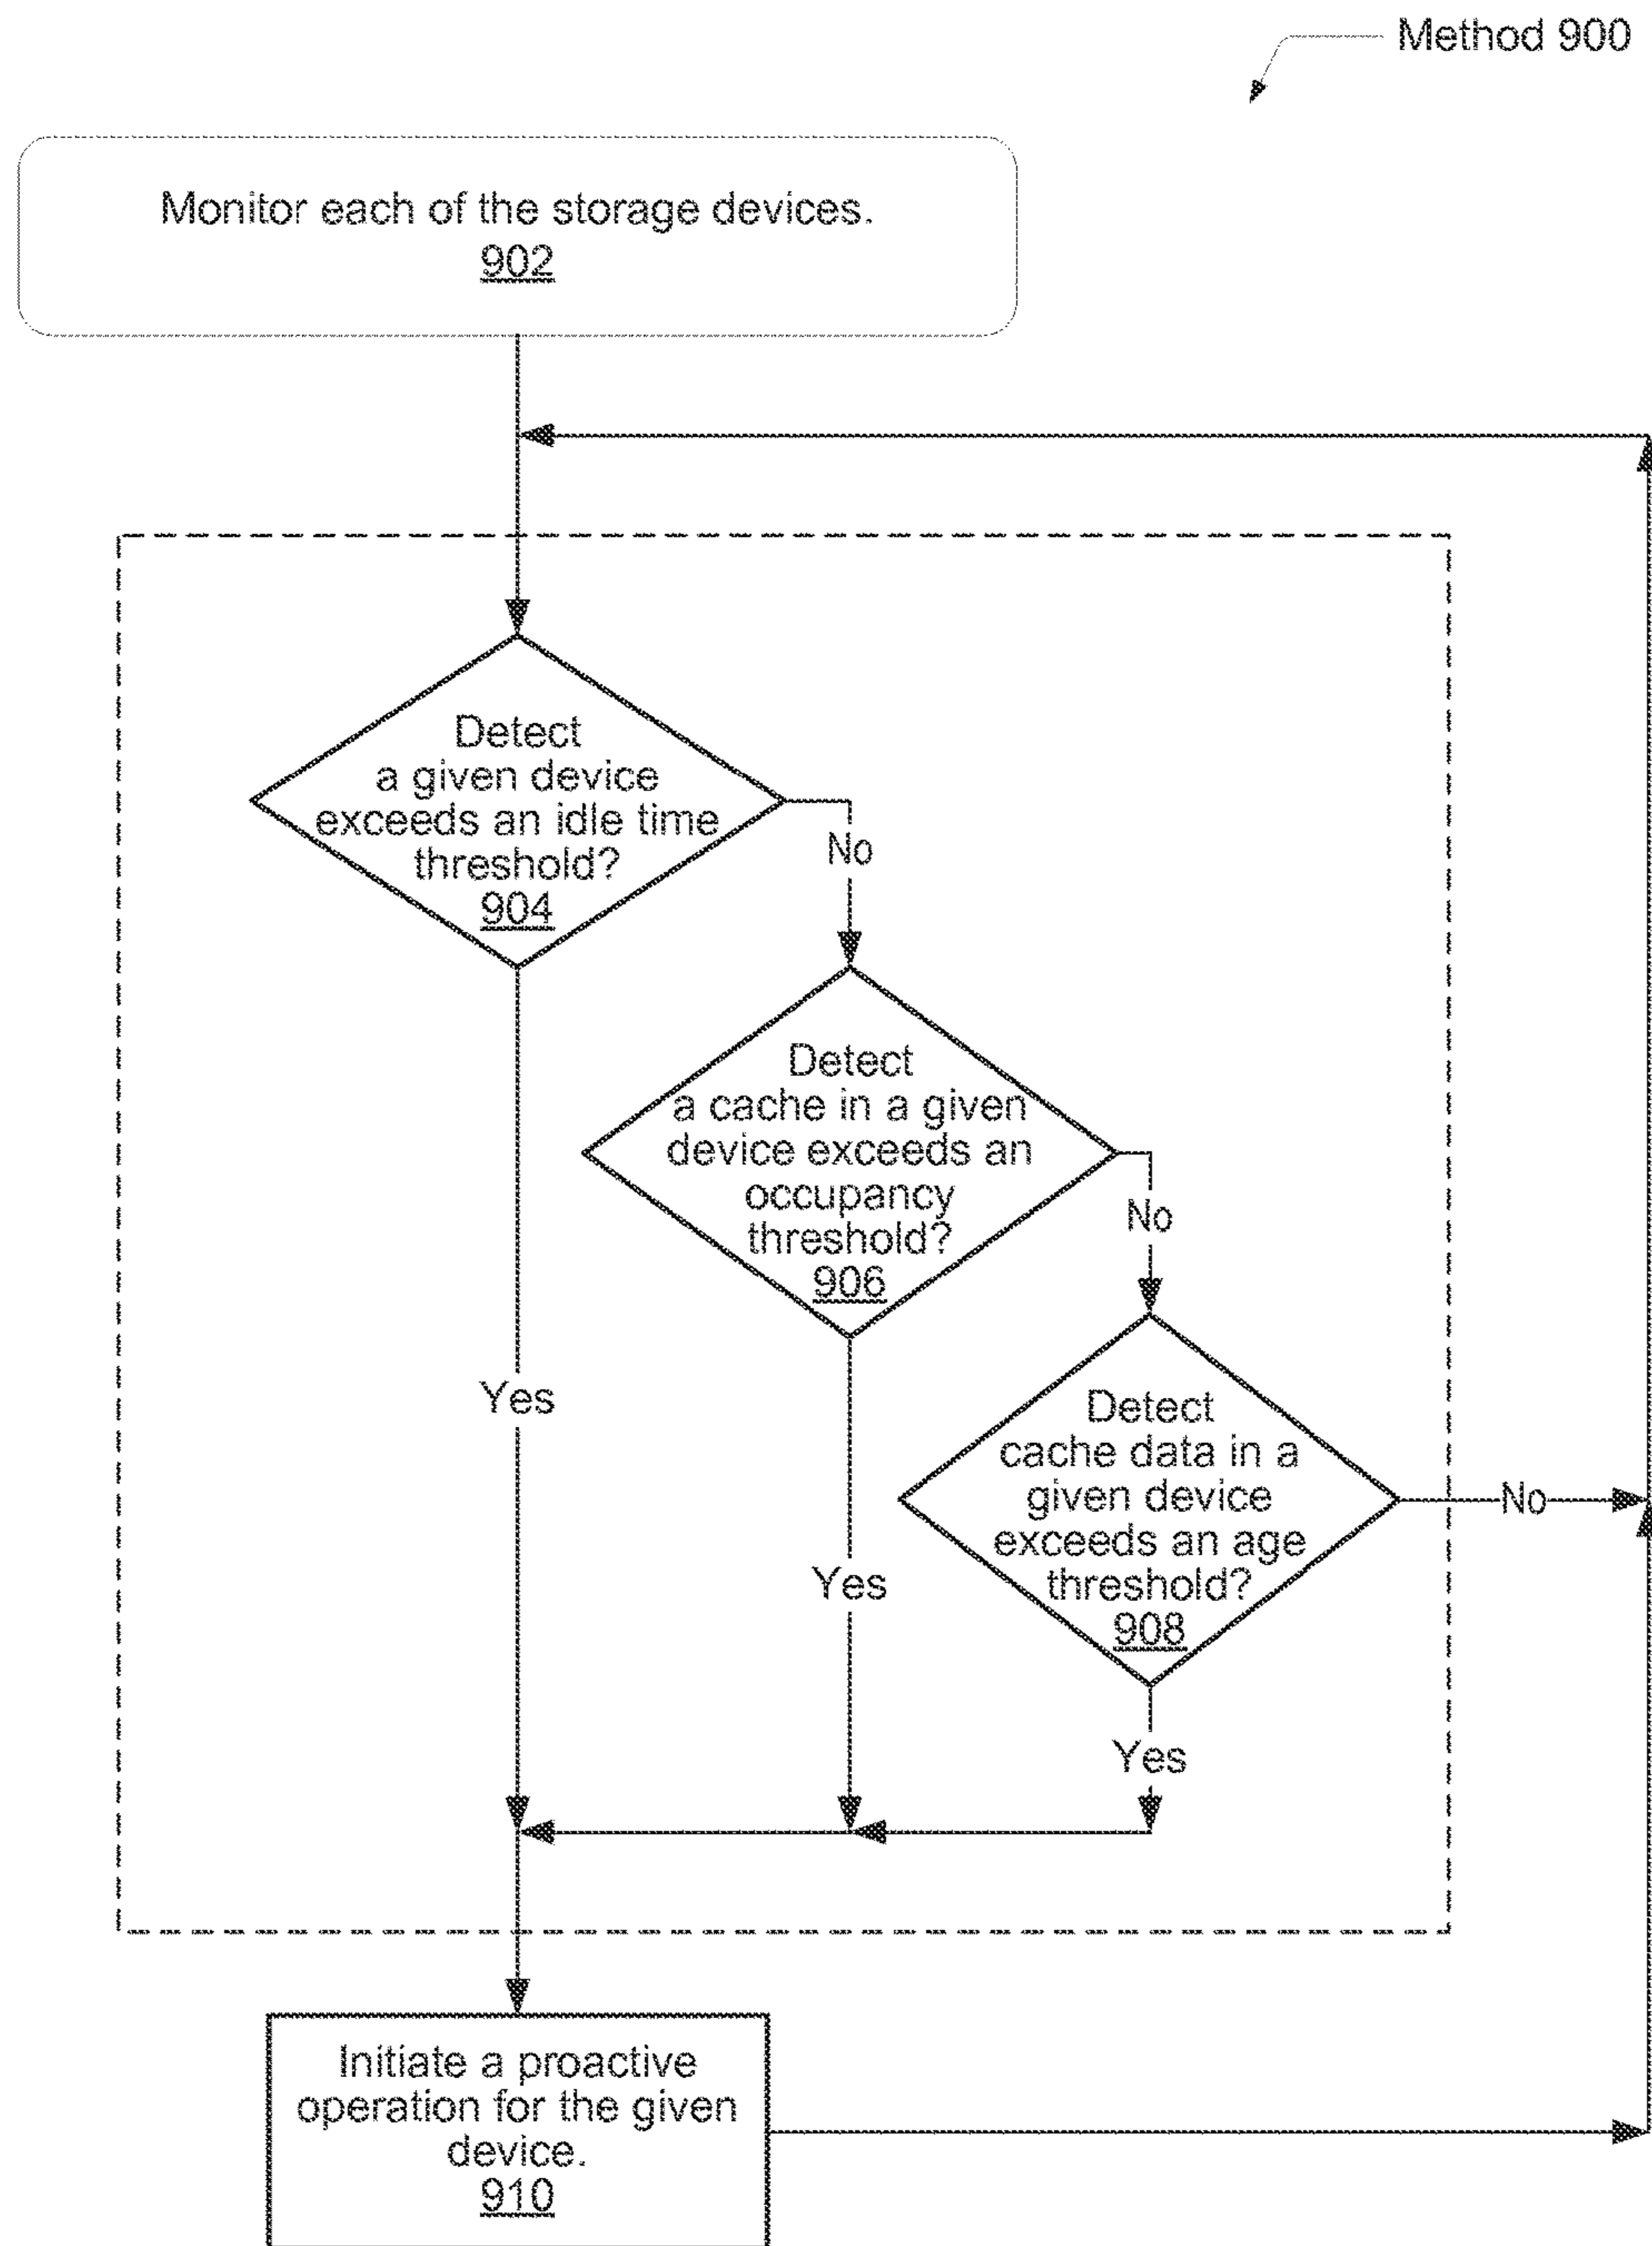 Method 900
Monitor each of the storage devices.
902
Detect
a given device
exceeds an idle time
threshold?
904
No
Detect
a cache in a given
device exceeds an
occupancy
threshold?
906
No
Yes
Detect
cache data in a
given device
exceeds an age
threshold?
908
No
Yes
Yes
Initiate a proactive
operation for the given
device.
910